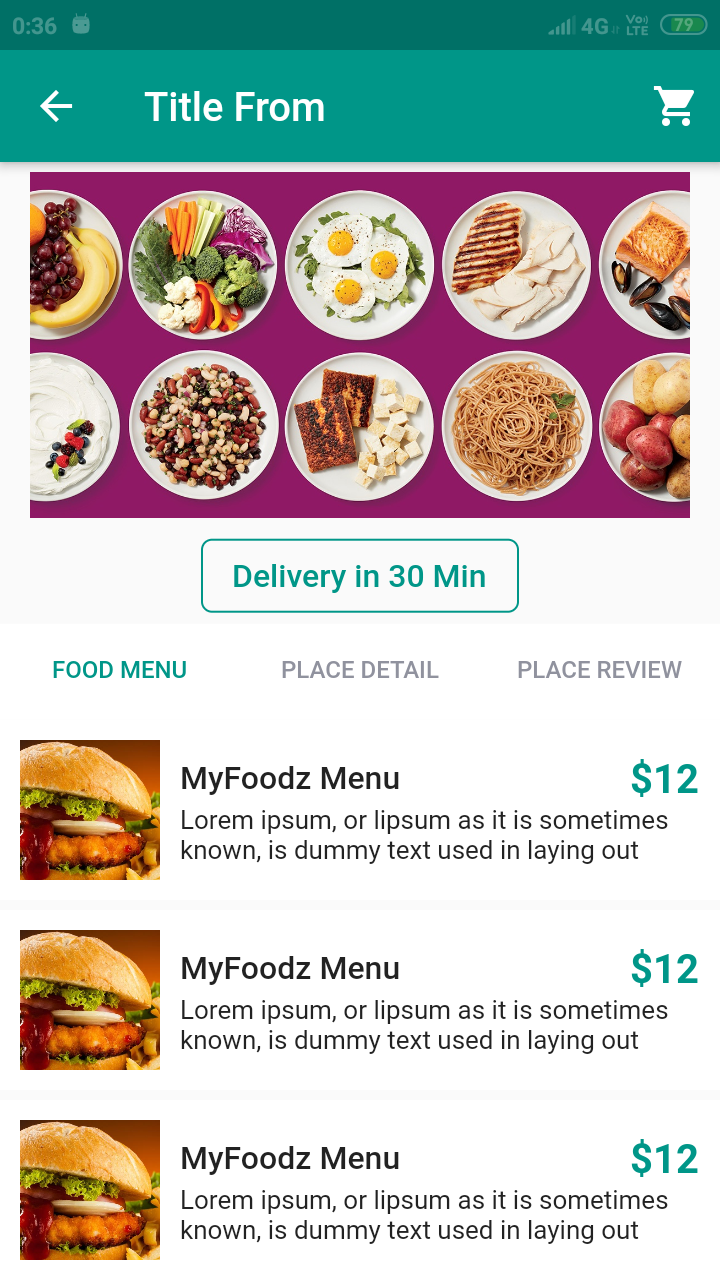 0:36 4G Vo)) LTE 79
Title From
Delivery in 30 Min
FOOD MENU PLACE DETAIL PLACE REVIEW
MyFoodz Menu $12
Lorem ipsum, or lipsum as it is sometimes
known, is dummy text used in laying out
MyFoodz Menu $12
Lorem ipsum, or lipsum as it is sometimes
known, is dummy text used in laying out
MyFoodz Menu $12
Lorem ipsum, or lipsum as it is sometimes
known, is dummy text used in laying out